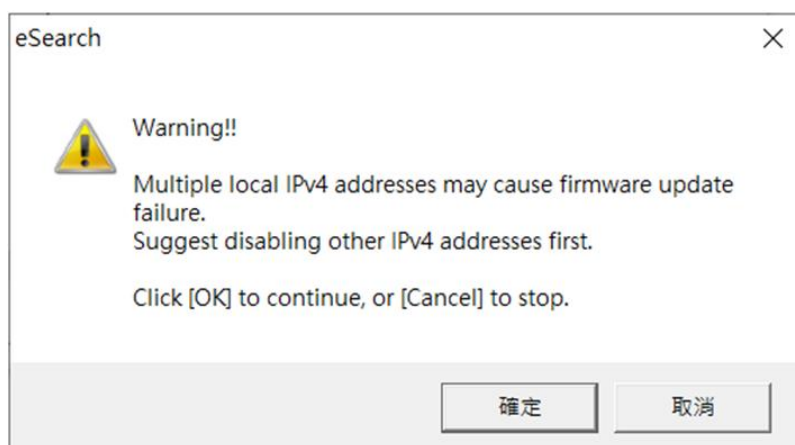 eSearch
Warning!!
Multiple local IPv4 addresses may cause firmware update
failure.
Suggest disabling other IPv4 addresses first.
Click [OK] to continue, or [Cancel] to stop.
確定
取消